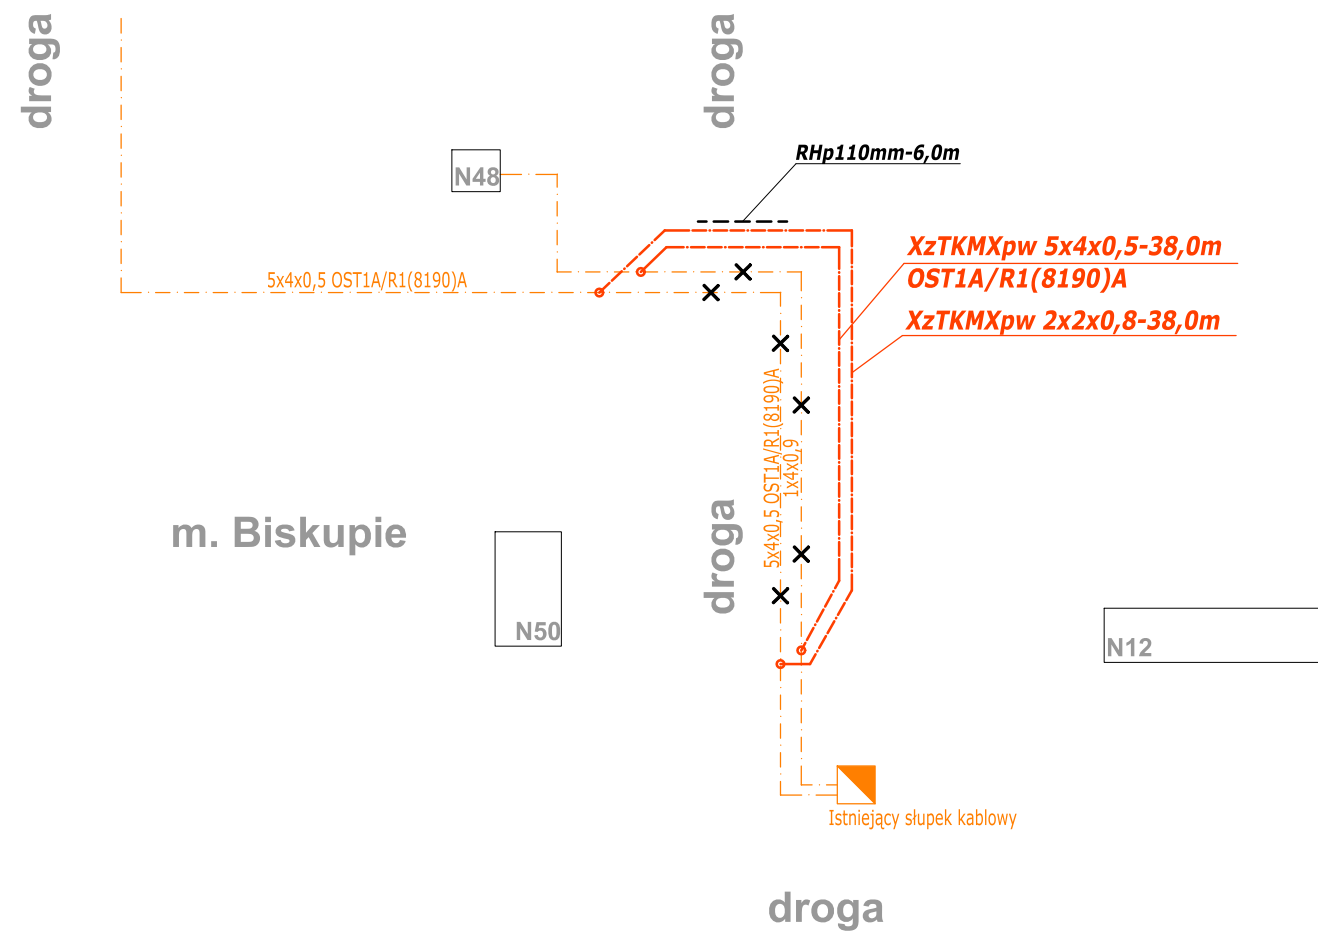 droga
droga
RHp110mm-6,0m
N48
XzTKMXpw 5x4x0,5-38,0m
OST1A/R1(8190)A
5x4x0,5 OST1A/R1(8190)A
XzTKMXpw 2x2x0,8-38,0m
5x4x0,5 OST1A/R1(8190)A
1x4x0,9
m. Biskupie
droga
N50
N12
Istniejący słupek kablowy
droga